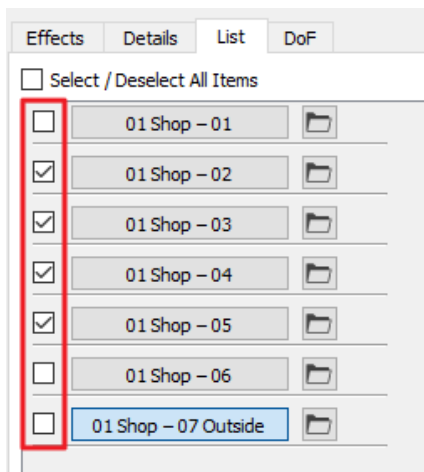 Effects Details List DoF
Select / Deselect All Items
01 Shop – 01
01 Shop – 02
01 Shop – 03
01 Shop – 04
01 Shop – 05
01 Shop – 06
01 Shop – 07 Outside